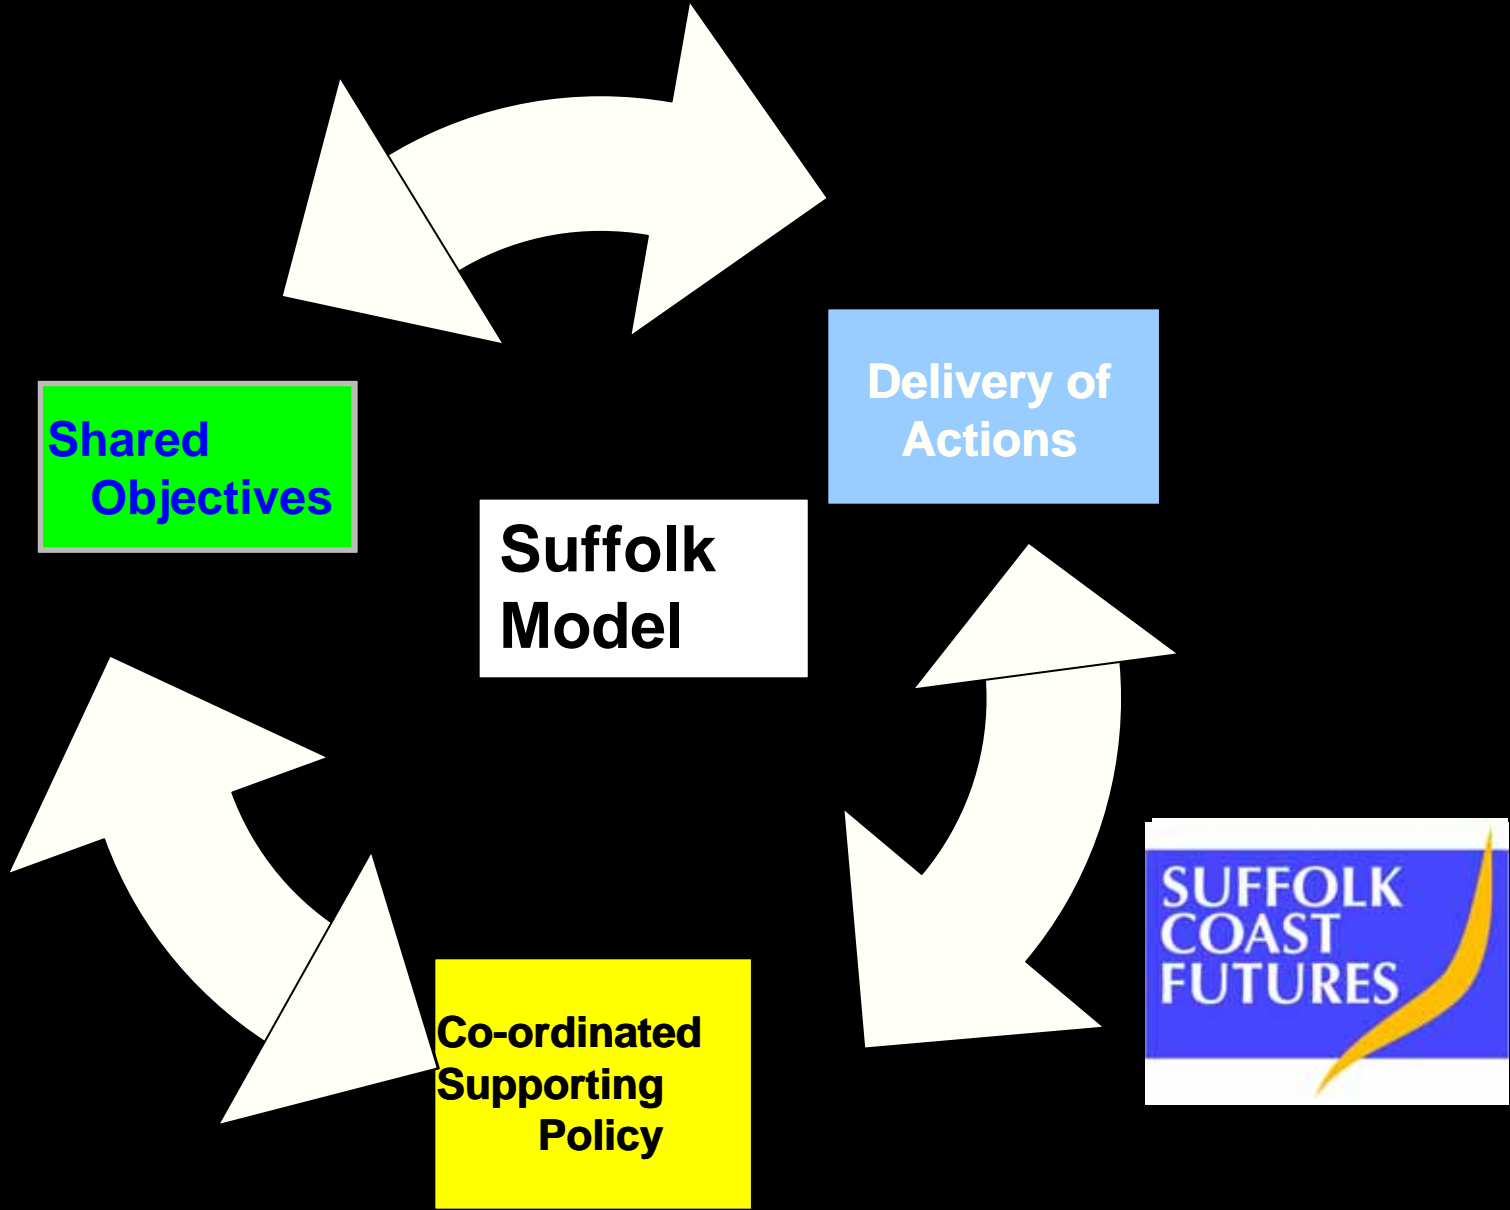 Delivery of
Actions
Shared
Objectives
Suffolk
Model
SUFFOLK
COAST
FUTURES
Co-ordinated
Supporting
Policy